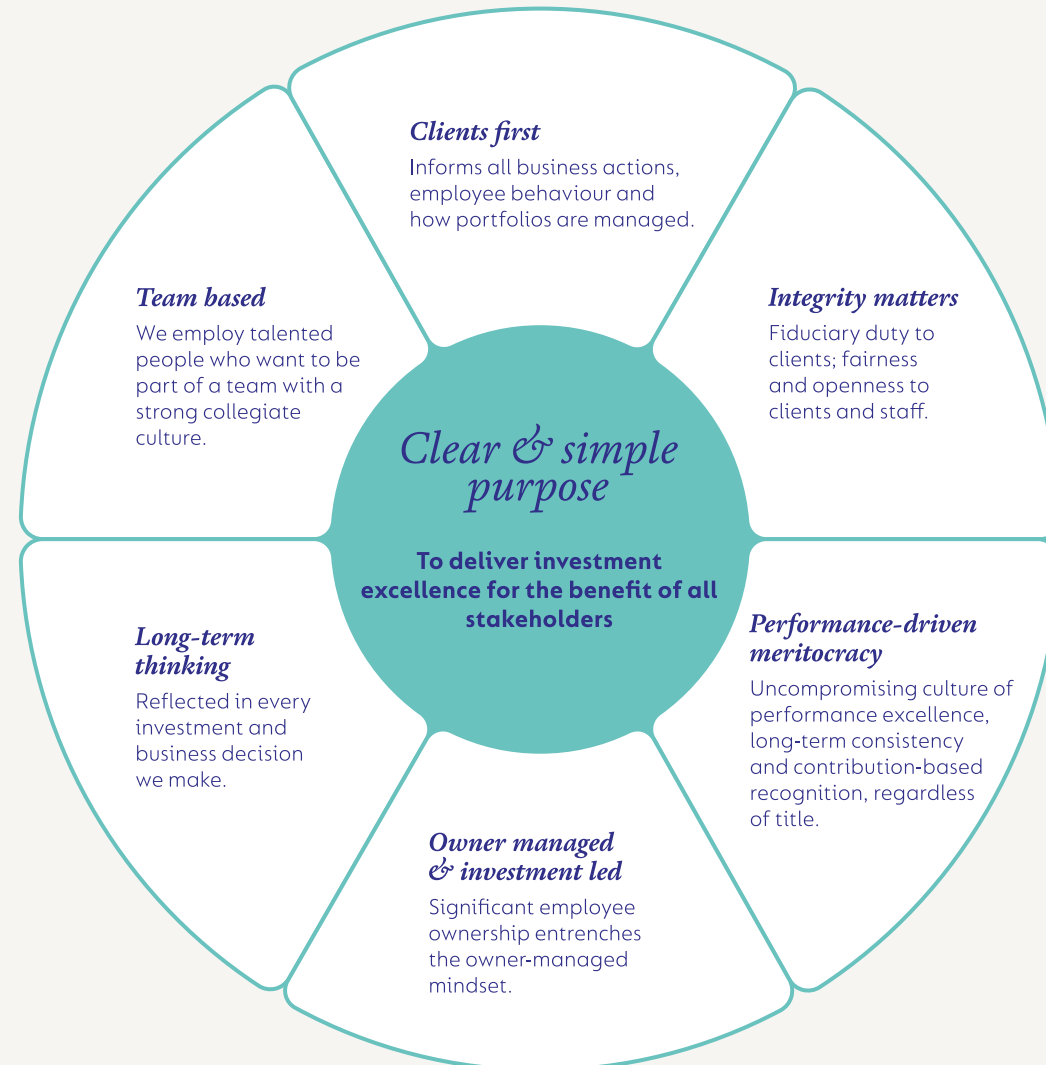 Clients first
Informs all business actions,
employee behaviour and
how portfolios are managed.
Integrity matters
Fiduciary duty to
clients; fairness
and openness to
clients and staff.
Performance-driven
meritocracy
Uncompromising culture of
performance excellence,
long-term consistency
and contribution-based
recognition, regardless
of title.
Owner managed
& investment led
Significant employee
ownership entrenches
the owner-managed
mindset.
Long-term
thinking
Reflected in every
investment and
business decision
we make.
Team based
We employ talented
people who want to be
part of a team with a
strong collegiate
culture.
Clear & simple
purpose
To deliver investment
excellence for the benefit of all
stakeholders